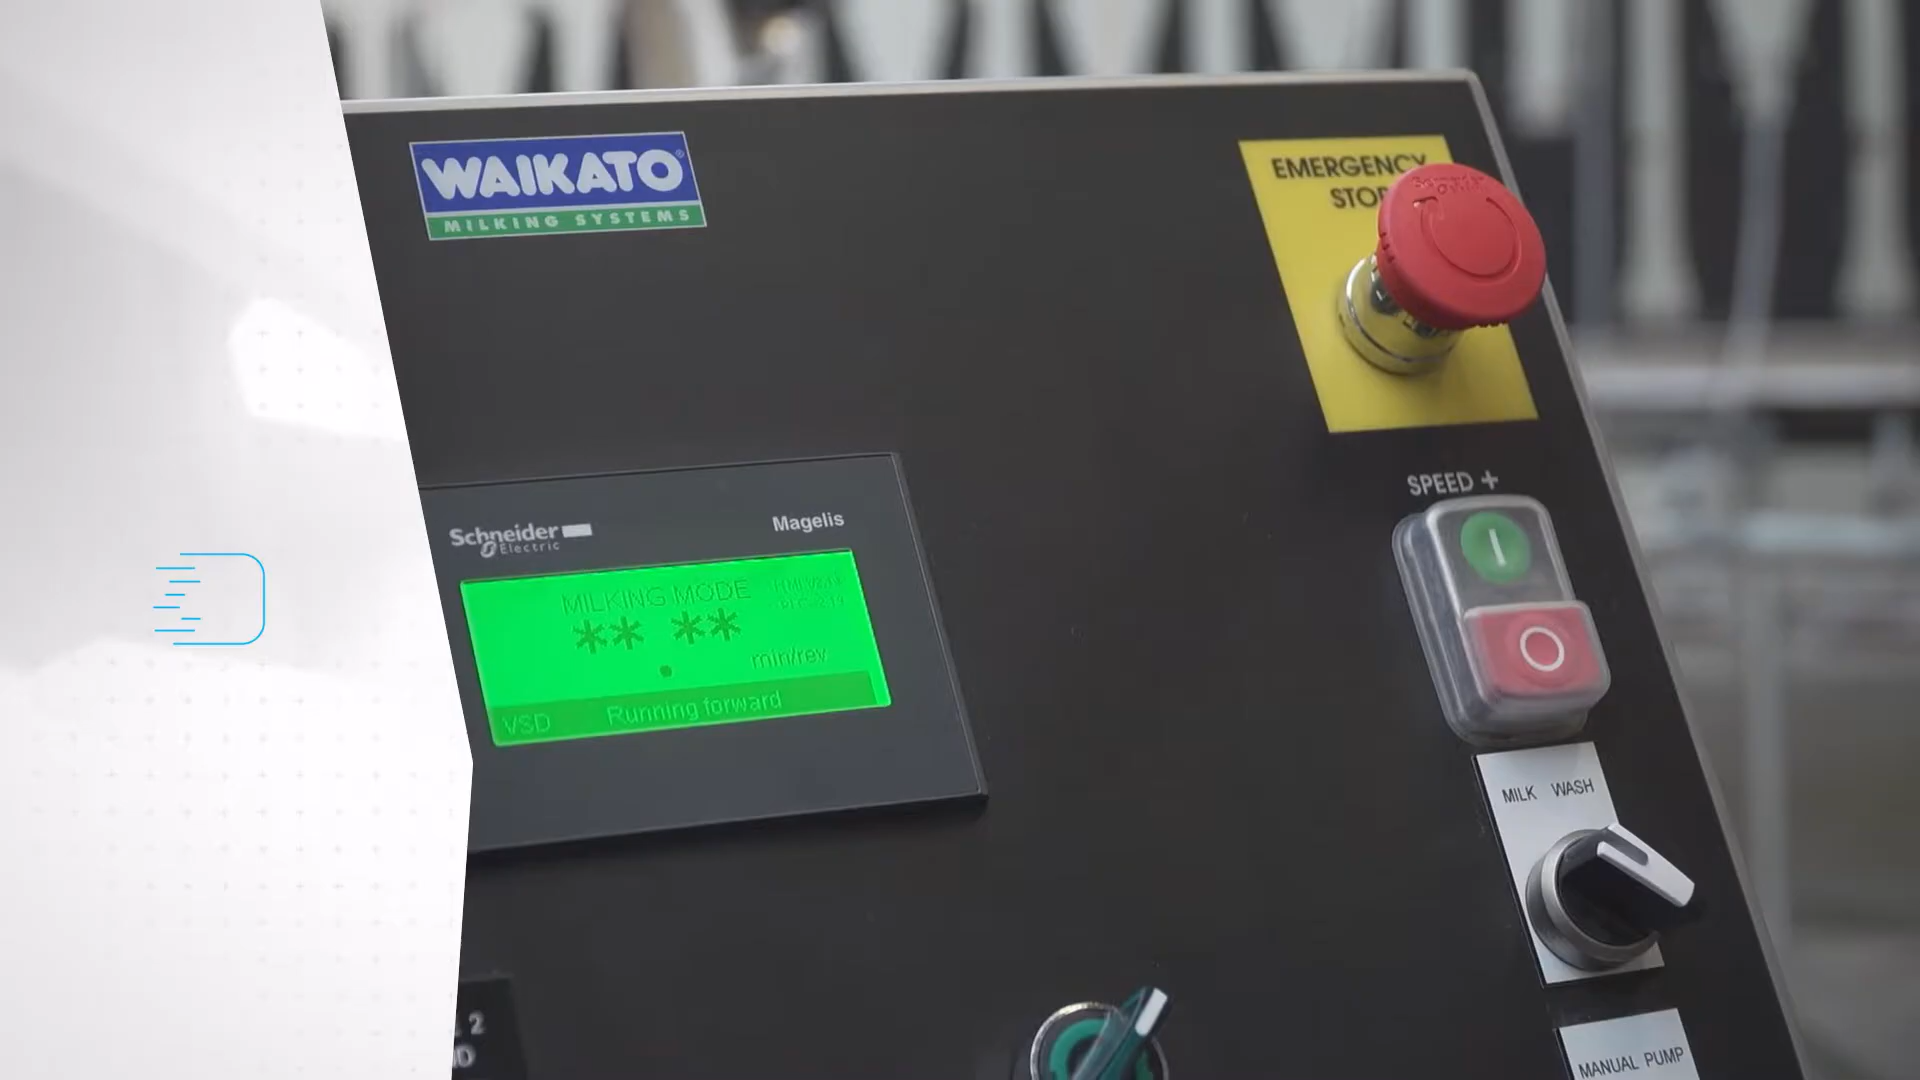 WAIKATO®
MILKING SYSTEMS
EMERGENCY
STOP
SPEED +
Schneider
Electric
Magelis
MILKING MODE
** **
.
min/rev
VSD Running forward
MILK WASH
2
MANUAL PUMP